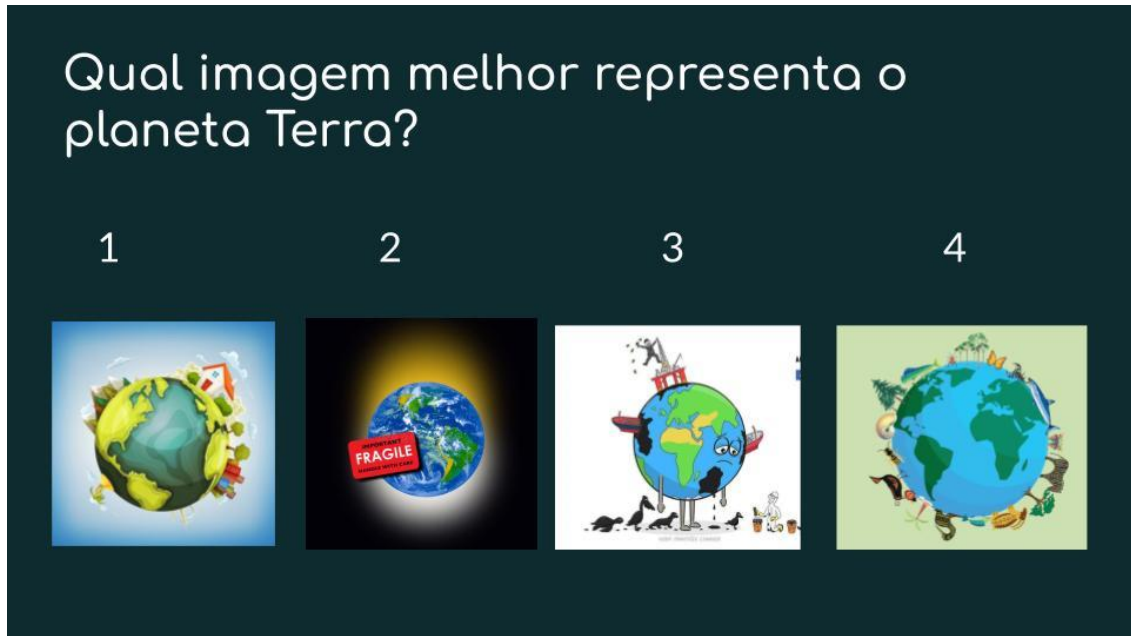 Qual imagem melhor representa o
planeta Terra?
1 2 3 4
IMPORTANT
FRAGILE
HANDLE WITH CARE